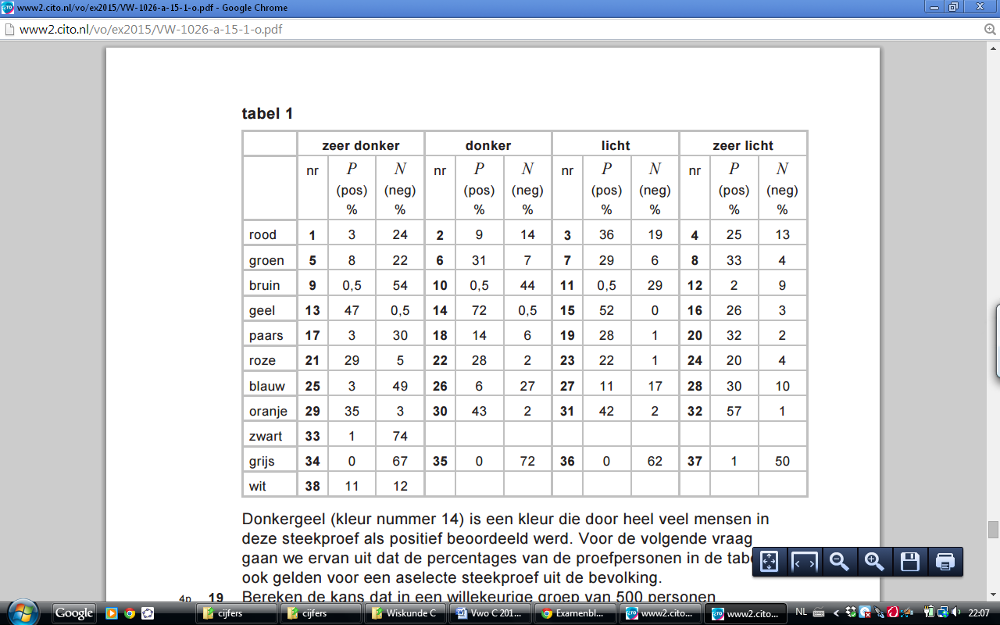 www2.cito.nl/vo/ex2015/VW-1026-a-15-1-o.pdf - Google Chrome
www2.cito.nl/vo/ex2015/VW-1026-a-15-1-o.pdf
tabel 1
zeer donker donker licht zeer licht
nr P N nr P N nr P N nr P N
(pos) (neg) (pos) (neg) (pos) (neg) (pos) (neg)
% % % % % % % %
rood 1 3 24 2 9 14 3 36 19 4 25 13
groen 5 8 22 6 31 7 7 29 6 8 33 4
bruin 9 0,5 54 10 0,5 44 11 0,5 29 12 2 9
geel 13 47 0,5 14 72 0,5 15 52 0 16 26 3
paars 17 3 30 18 14 6 19 28 1 20 32 2
roze 21 29 5 22 28 2 23 22 1 24 20 4
blauw 25 3 49 26 6 27 27 11 17 28 30 10
oranje 29 35 3 30 43 2 31 42 2 32 57 1
zwart 33 1 74
grijs 34 0 67 35 0 72 36 0 62 37 1 50
wit 38 11 12
Donkergeel (kleur nummer 14) is een kleur die door heel veel mensen in
deze steekproef als positief beoordeeld werd. Voor de volgende vraag
gaan we ervan uit dat de percentages van de proefpersonen in de tab
ook gelden voor een aselecte steekproef uit de bevolking.
4p 19 Bereken de kans dat in een willekeurige groep van 500 personen
Google cijfers cijfers Wiskunde C Vwo C 201... Examenbl... www2.cito... www2.cito... NL 22:07